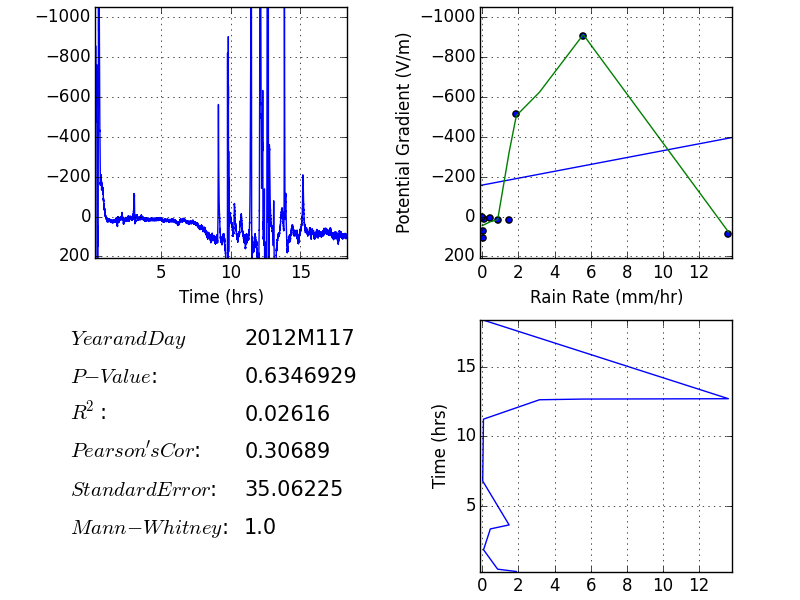 −1000
−800
−600
−400
−200
0
200
5 10 15
Time (hrs)
Potential Gradient (V/m)
−1000
−800
−600
−400
−200
0
200
0 2 4 6 8 10 12
Rain Rate (mm/hr)
YearandDay 2012M117
P−Value: 0.6346929
R²: 0.02616
Pearson'sCor: 0.30689
StandardError: 35.06225
Mann−Whitney: 1.0
Time (hrs)
15
10
5
0 2 4 6 8 10 12